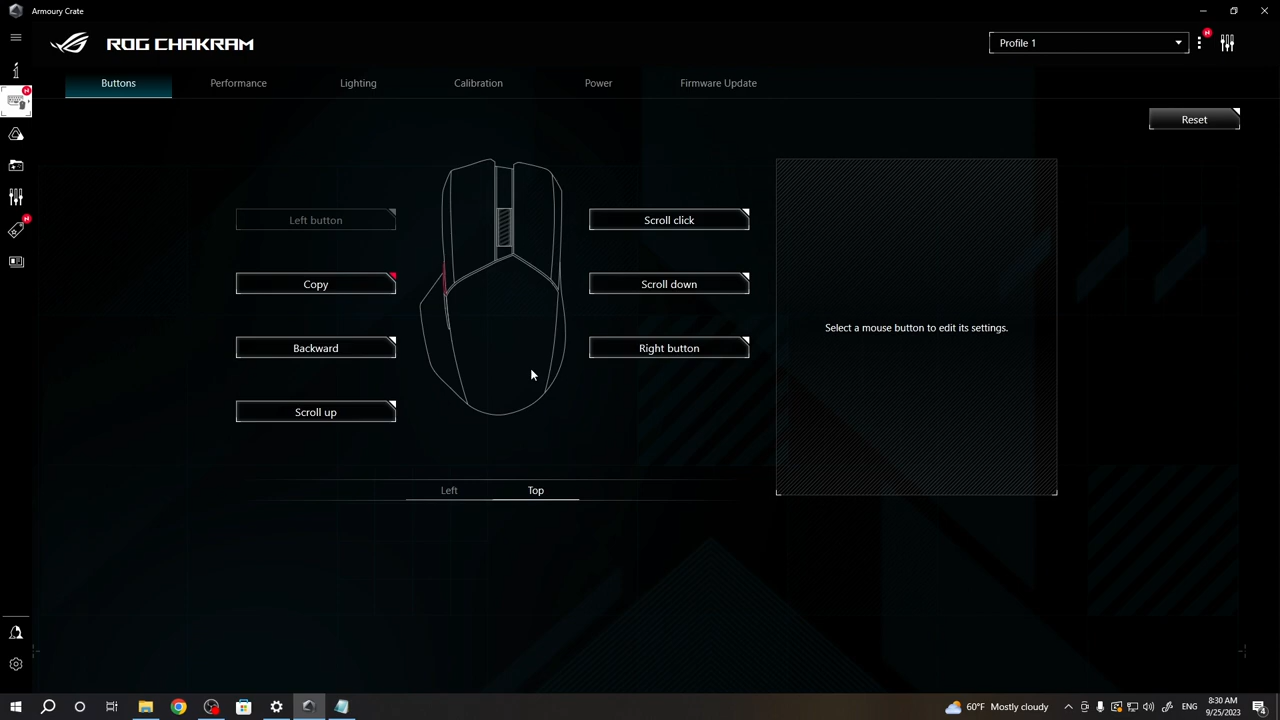 Armoury Crate
ROG CHAKRAM
Profile 1
Buttons
Performance
Lighting
Calibration
Power
Firmware Update
Reset
Left button
Scroll click
Copy
Scroll down
Backward
Right button
Scroll up
Select a mouse button to edit its settings.
Left
Top
60°F Mostly cloudy
ENG
8:30 AM
9/25/2023